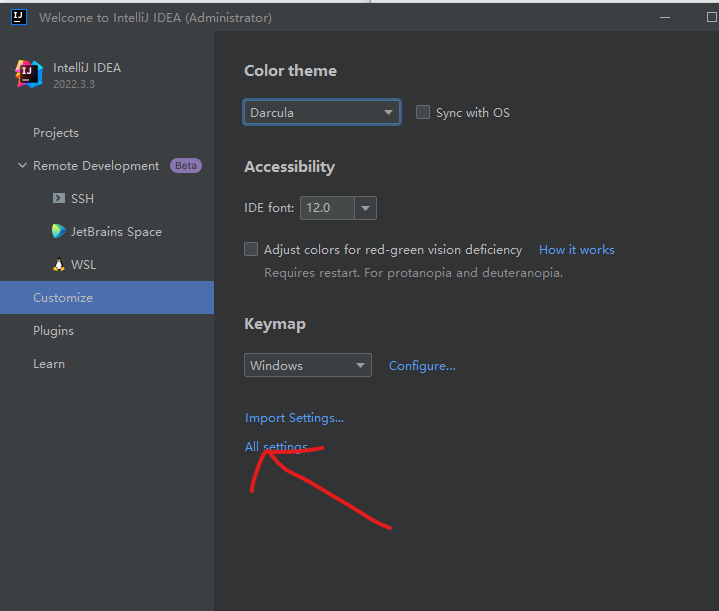 Welcome to IntelliJ IDEA (Administrator)
IJ
IntelliJ IDEA
2022.3.3
Projects
Remote Development Beta
SSH
JetBrains Space
WSL
Customize
Plugins
Learn
Color theme
Darcula Sync with OS
Accessibility
IDE font: 12.0
Adjust colors for red-green vision deficiency How it works
Requires restart. For protanopia and deuteranopia.
Keymap
Windows Configure...
Import Settings...
All settings